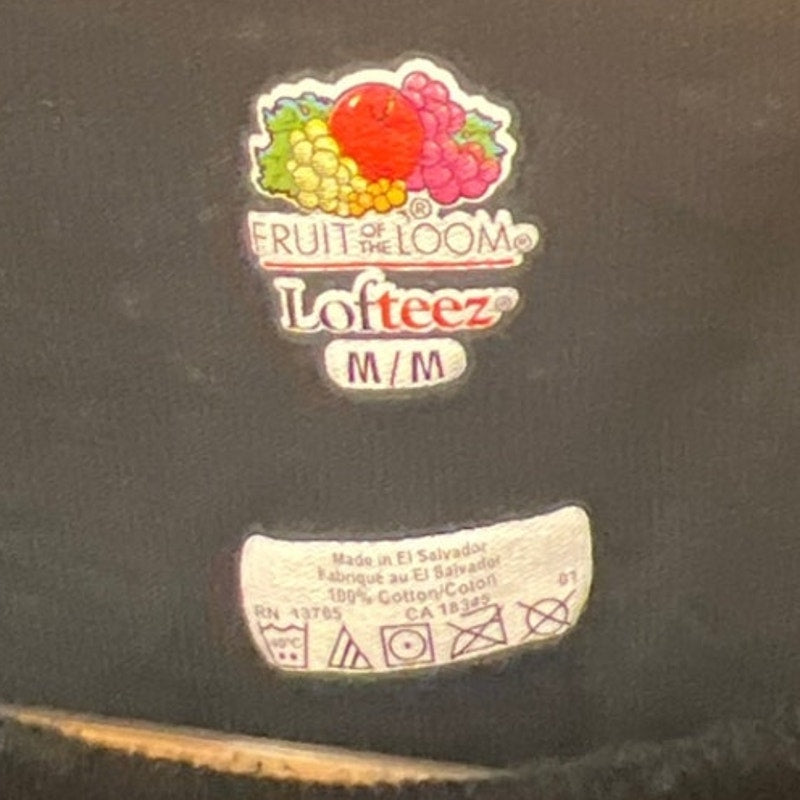 FRUIT OF THE LOOM®
Lofteez®
M/M
Made in El Salvador
Fabriqué au El Salvador
100% Cotton/Coton
01
RN 13765 CA 18345
40°C